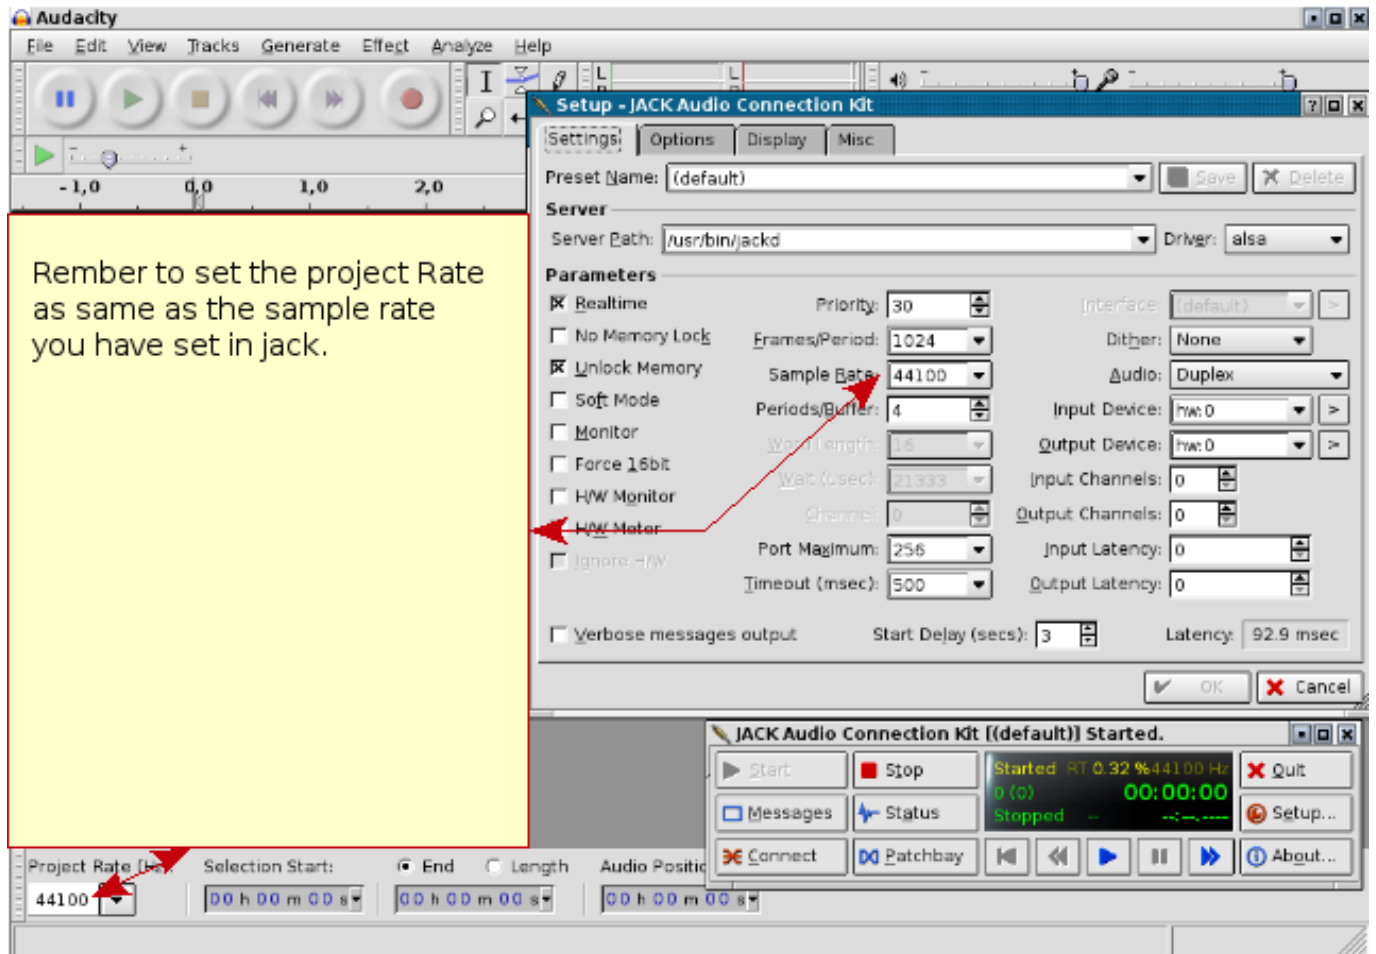 Audacity
File Edit View Tracks Generate Effect Analyze Help
L L
Setup - JACK Audio Connection Kit
Settings Options Display Misc
- 1,0 0,0 1,0 2,0
Preset Name: (default) Save Delete
Server
Server Path: /usr/bin/jackd Driver: alsa
Rember to set the project Rate
as same as the sample rate
you have set in jack.
Parameters
Realtime Priority: 30 Interface: (default) >
No Memory Lock Frames/Period: 1024 Dither: None
Unlock Memory Sample Rate: 44100 Audio: Duplex
Soft Mode Periods/Buffer: 4 Input Device: hw:0 >
Monitor Word Length: 16 Output Device: hw:0 >
Force 16bit Wait (usec): 21333 Input Channels: 0
H/W Monitor Channel: 0 Output Channels: 0
H/W Meter Port Maximum: 256 Input Latency: 0
Ignore H/W Timeout (msec): 500 Output Latency: 0
Verbose messages output Start Delay (secs): 3 Latency: 92.9 msec
OK Cancel
JACK Audio Connection Kit [(default)] Started.
Start Stop Started RT 0.32 % 44100 Hz Quit
0 (0) 00:00:00
Messages Status Stopped -- --:--.---- Setup...
Connect Patchbay About...
Project Rate (Hz): Selection Start: End Length Audio Positio
44100 00 h 00 m 00 s 00 h 00 m 00 s 00 h 00 m 00 s